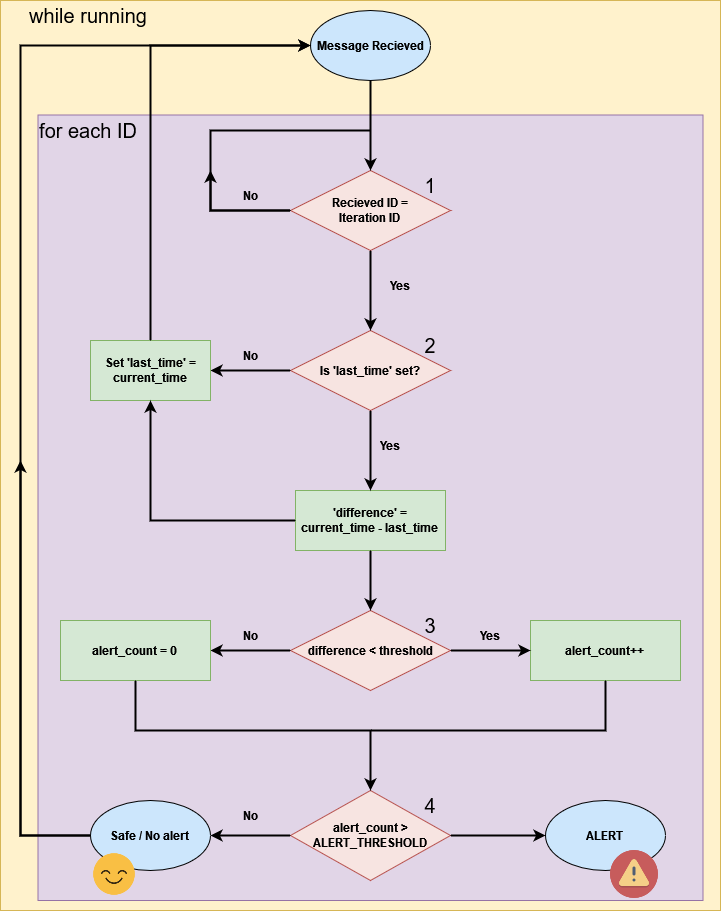 while running
Message Recieved
for each ID
1
No
Recieved ID =
Iteration ID
Yes
2
Set 'last_time' =
current_time
No
Is 'last_time' set?
Yes
'difference' =
current_time - last_time
3
alert_count = 0
No
difference < threshold
Yes
alert_count++
4
Safe / No alert
No
alert_count >
ALERT_THRESHOLD
ALERT